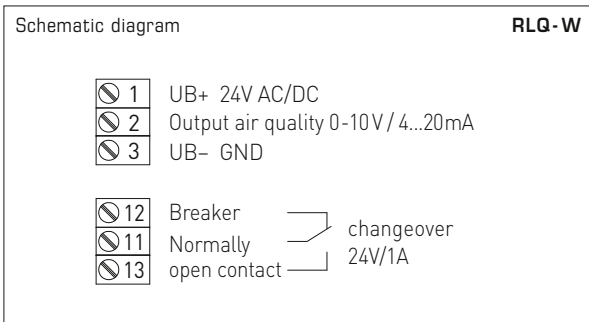 Schematic diagram RLQ-W
1 UB+ 24V AC/DC
2 Output air quality 0-10V / 4...20mA
3 UB– GND
12 Breaker
changeover
11 Normally
24V/1A
13 open contact